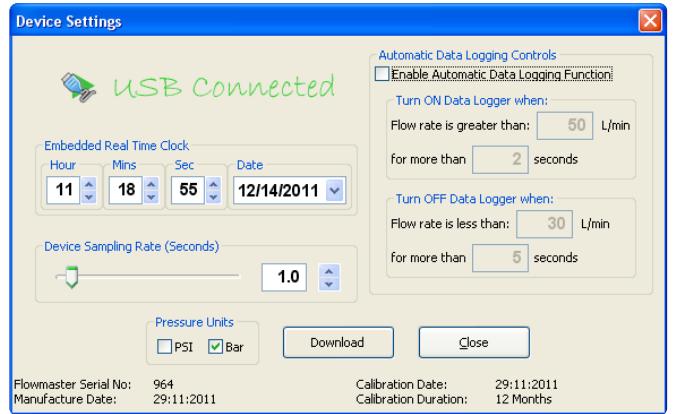 Device Settings
USB Connected
Embedded Real Time Clock
Hour Mins Sec Date
11 18 55 12/14/2011
Device Sampling Rate (Seconds)
1.0
Pressure Units
PSI Bar
Download
Close
Automatic Data Logging Controls
Enable Automatic Data Logging Function
Turn ON Data Logger when:
Flow rate is greater than: 50 L/min
for more than 2 seconds
Turn OFF Data Logger when:
Flow rate is less than: 30 L/min
for more than 5 seconds
Flowmaster Serial No: 964
Manufacture Date: 29:11:2011
Calibration Date: 29:11:2011
Calibration Duration: 12 Months